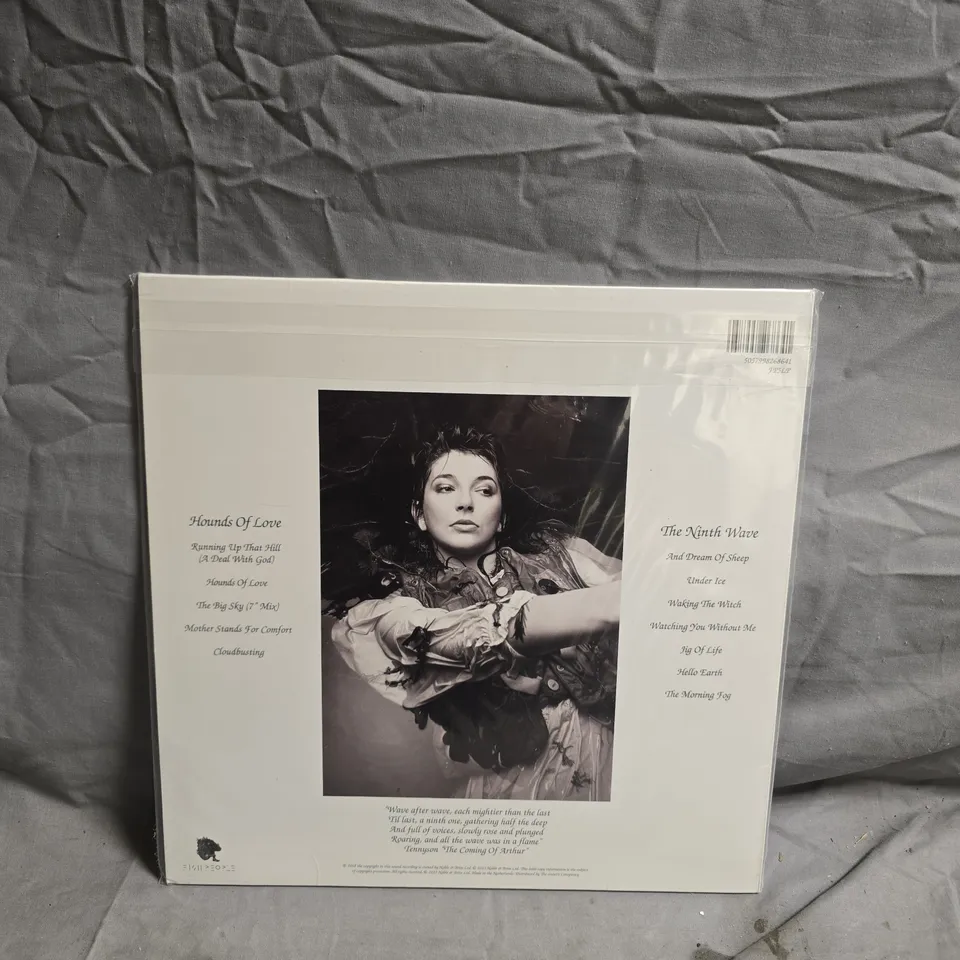 Hounds Of Love
Running Up That Hill
(A Deal With God)
Hounds Of Love
The Big Sky (7" Mix)
Mother Stands For Comfort
Cloudbusting
The Ninth Wave
And Dream Of Sheep
Under Ice
Waking The Witch
Watching You Without Me
Jig Of Life
Hello Earth
The Morning Fog
"Wave after wave, each mightier than the last
'Til last, a ninth one, gathering half the deep
And full of voices, slowly rose and plunged
Roaring, and all the wave was in a flame"
Tennyson "The Coming Of Arthur"
FISH PEOPLE